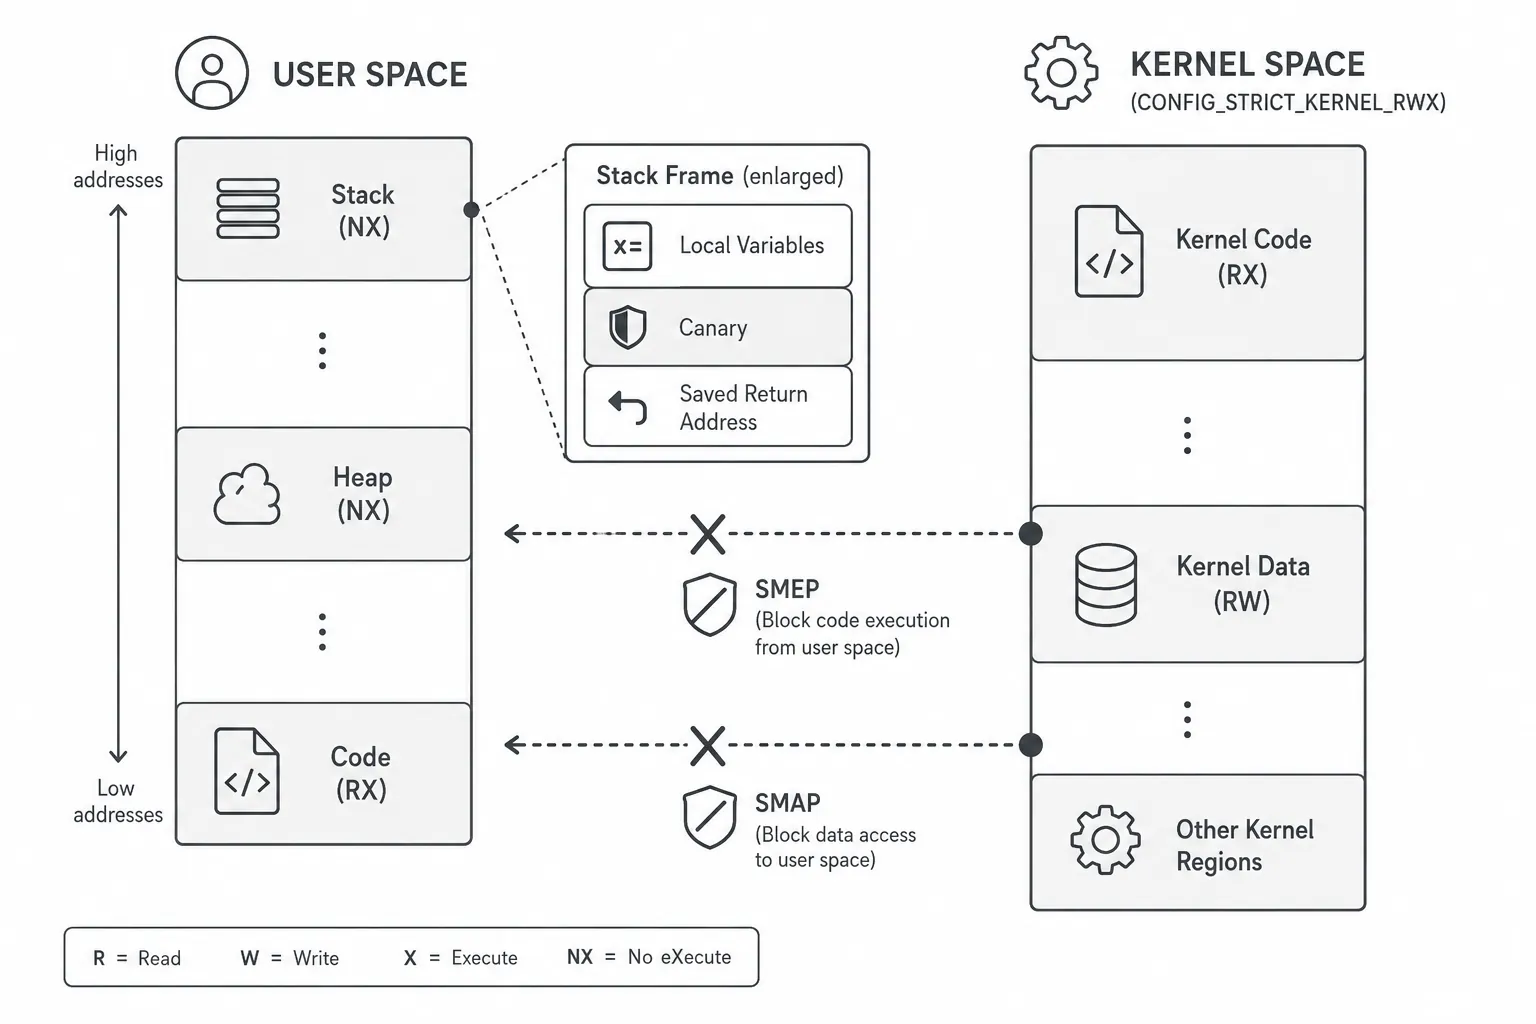 USER SPACE
KERNEL SPACE
(CONFIG_STRICT_KERNEL_RWX)
High
addresses
Stack
(NX)
Stack Frame (enlarged)
x=
Local Variables
Canary
Saved Return
Address
Kernel Code
</>
(RX)
Heap
(NX)
SMEP
(Block code execution
from user space)
Kernel Data
(RW)
Code
</>
(RX)
Low
addresses
SMAP
(Block data access
to user space)
Other Kernel
Regions
R = Read W = Write X = Execute NX = No eXecute